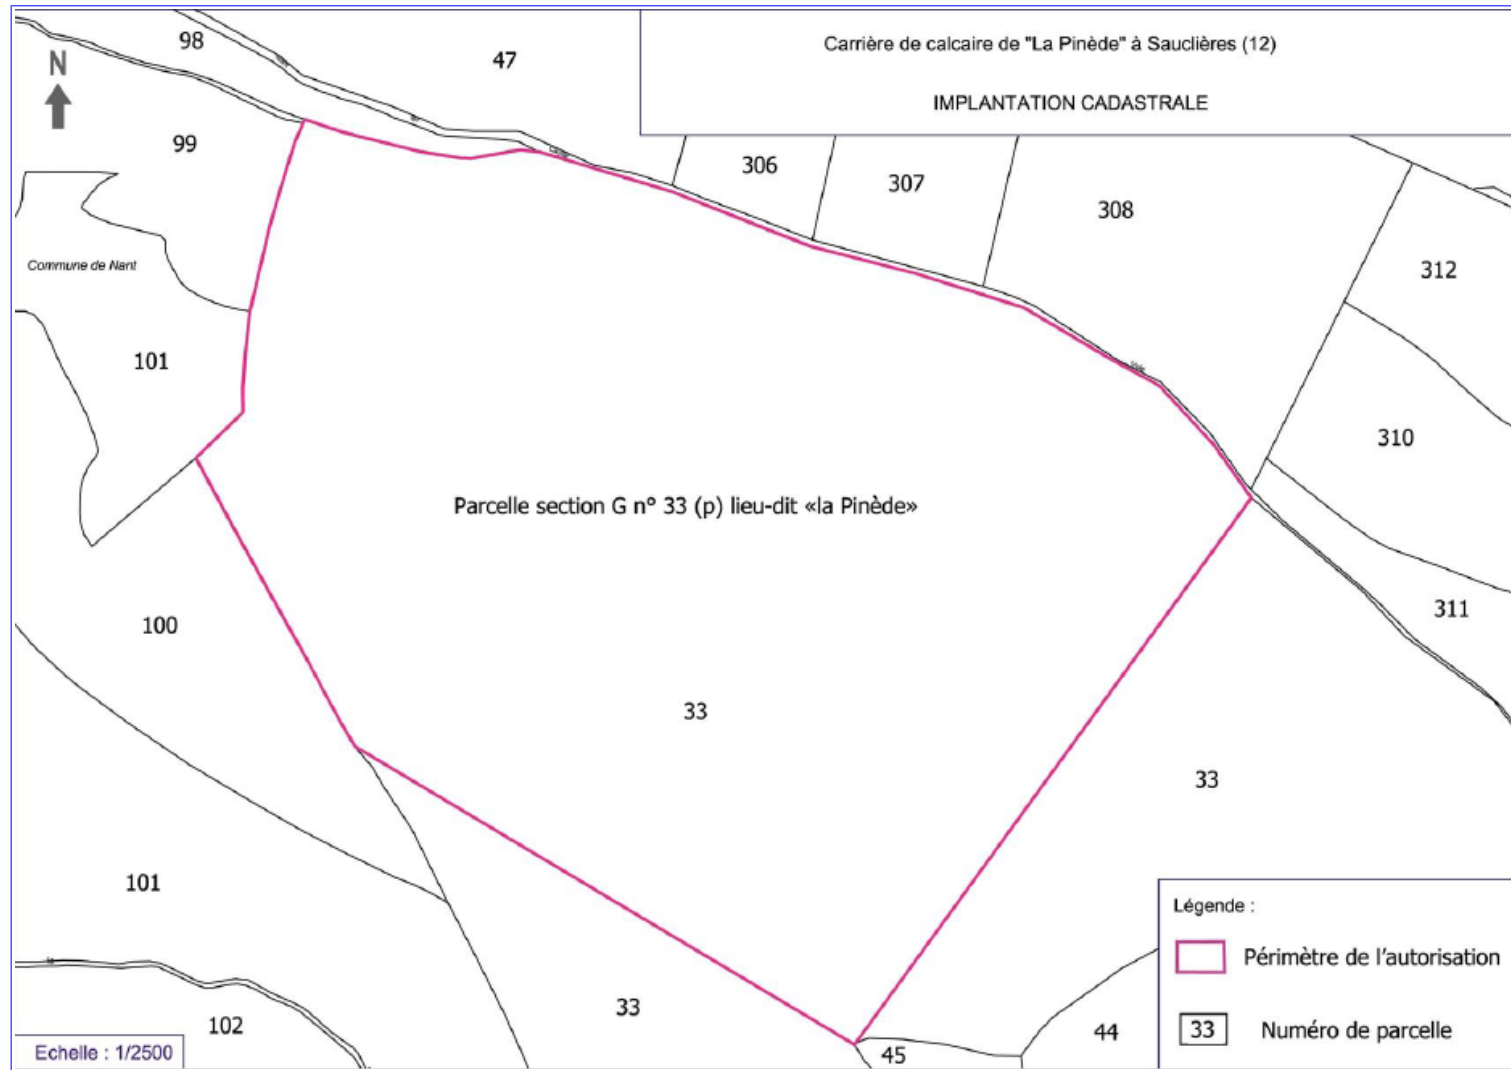 Carrière de calcaire de "La Pinède" à Sauclières (12)
IMPLANTATION CADASTRALE
N
98
47
99
306
307
308
312
Commune de Nant
101
310
Parcelle section G n° 33 (p) lieu-dit «la Pinède»
100
311
33
33
101
Légende :
Périmètre de l'autorisation
33
102
44
33
Numéro de parcelle
45
Echelle : 1/2500